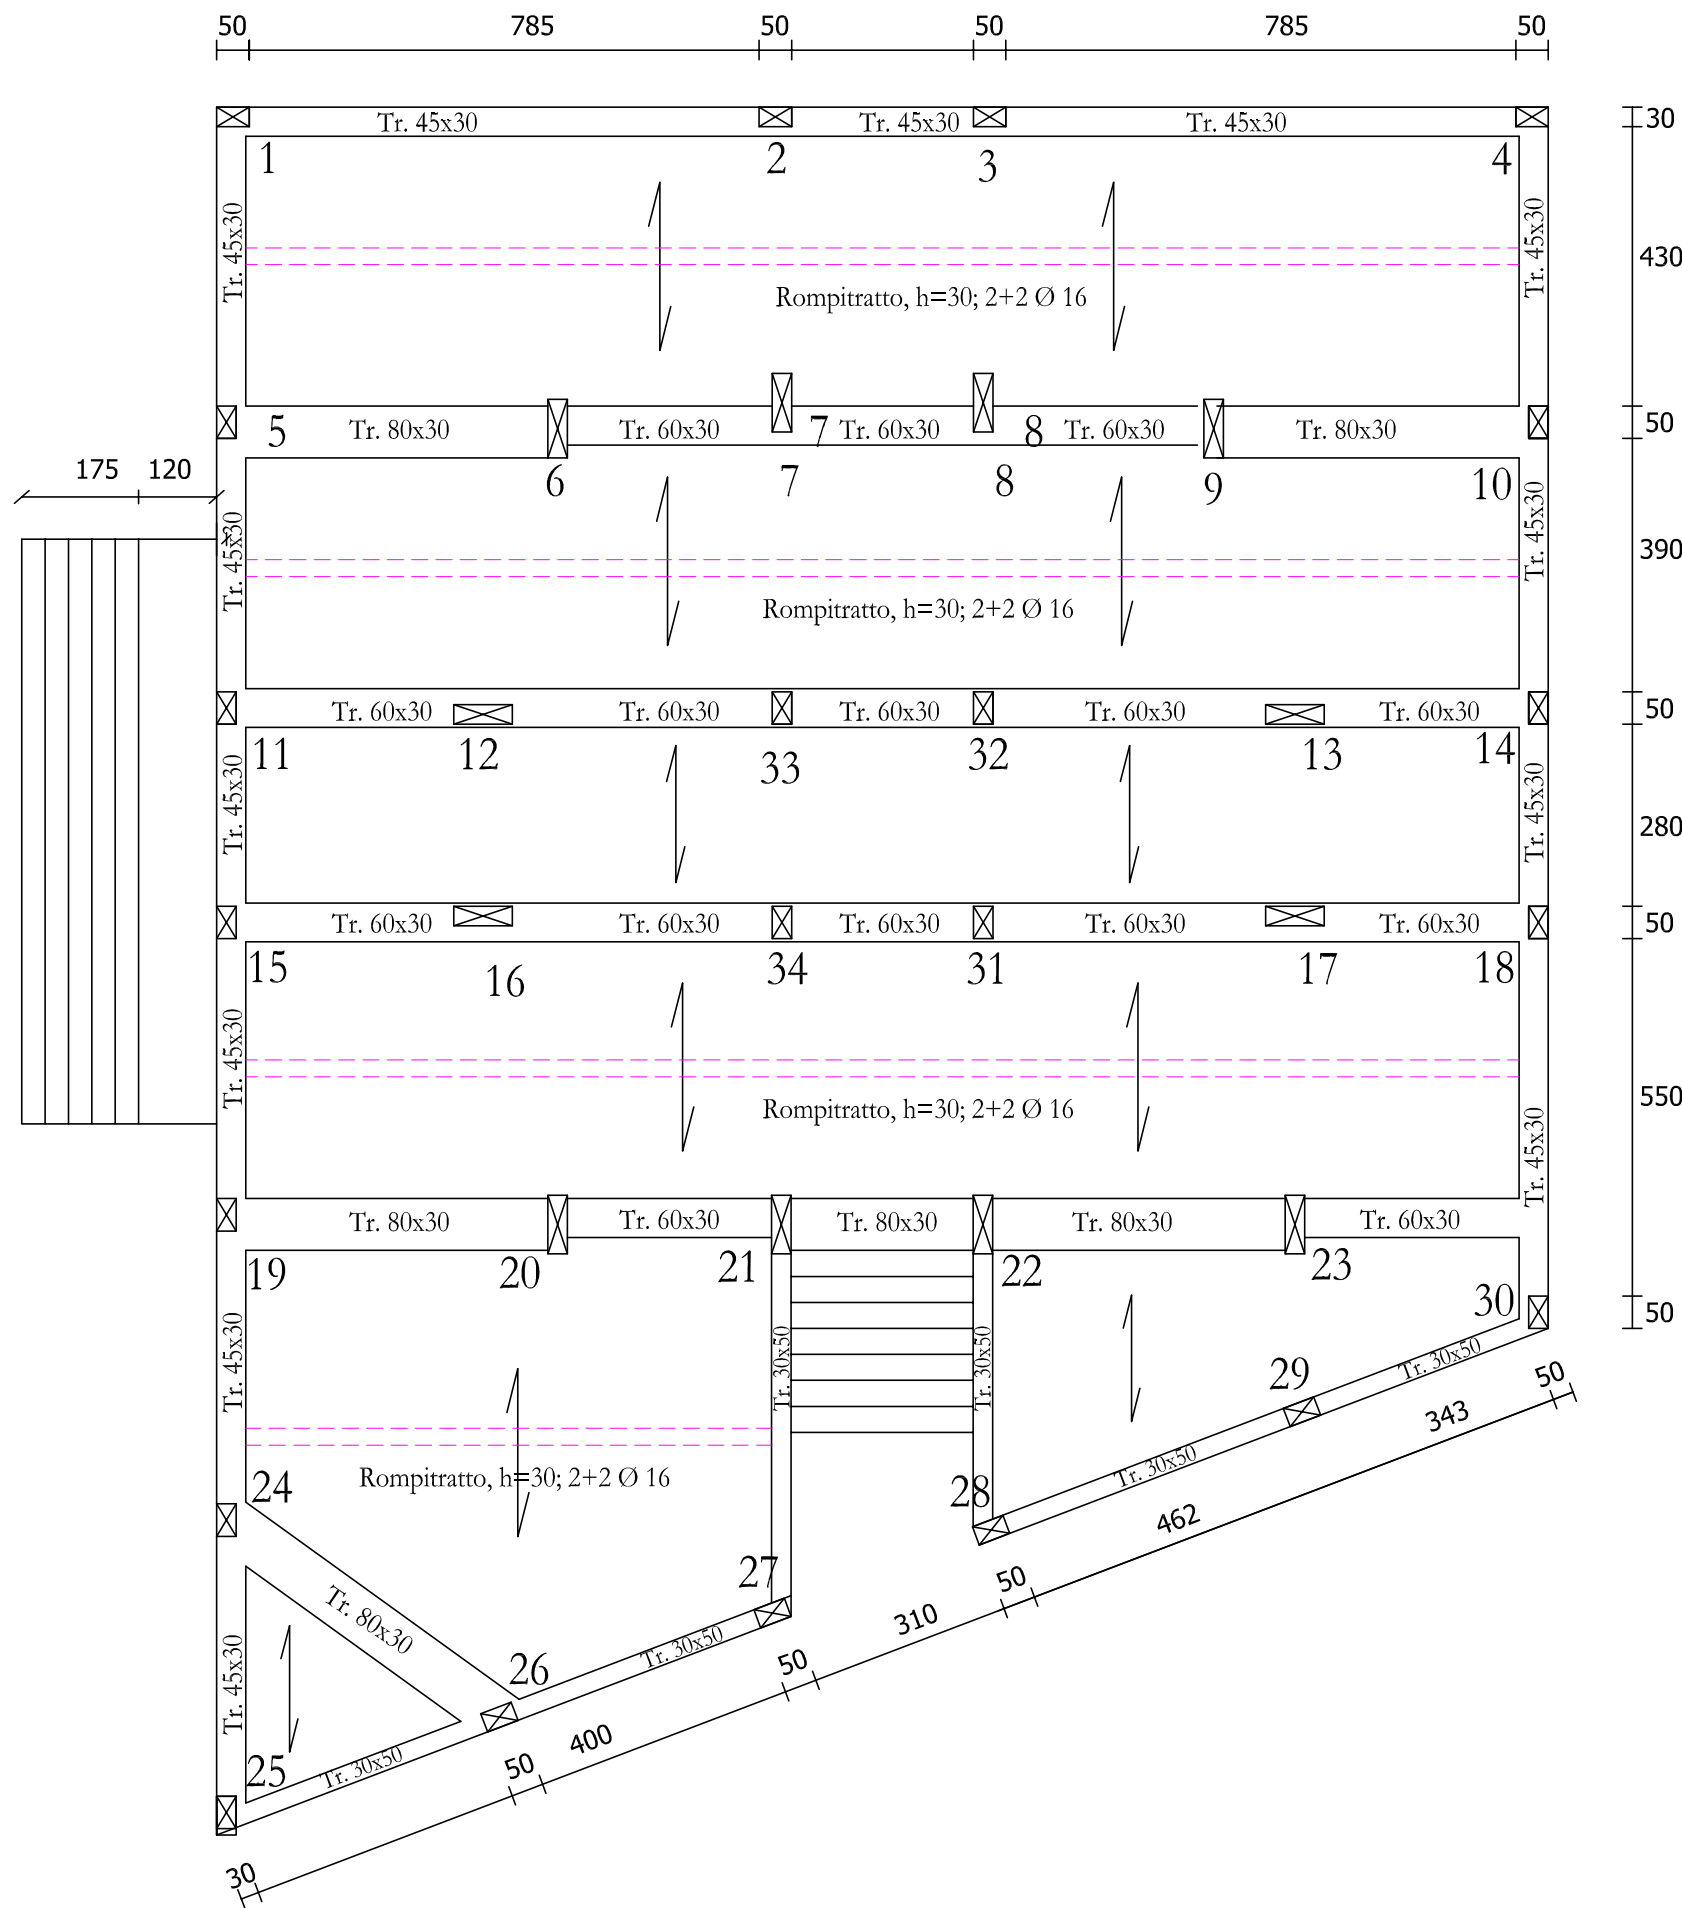 50 785 50 50 785 50
Tr. 45x30 Tr. 45x30 Tr. 45x30 30
1 2 3 4
Tr. 45x30 Tr. 45x30
430
Rompitratto, h=30; 2+2 Ø 16
5 Tr. 80x30 Tr. 60x30 7 Tr. 60x30 8 Tr. 60x30 Tr. 80x30 50
175 120
6 7 8 9 10
Tr. 45x30 Tr. 45x30
390
Rompitratto, h=30; 2+2 Ø 16
Tr. 60x30 Tr. 60x30 Tr. 60x30 Tr. 60x30 Tr. 60x30 50
11 12 33 32 13 14
Tr. 45x30 Tr. 45x30
280
Tr. 60x30 Tr. 60x30 Tr. 60x30 Tr. 60x30 Tr. 60x30 50
15 16 34 31 17 18
Tr. 45x30
Rompitratto, h=30; 2+2 Ø 16
550
Tr. 45x30
Tr. 80x30 Tr. 60x30 Tr. 80x30 Tr. 80x30 Tr. 60x30
19 20 21 22 23
30 50
Tr. 45x30 Tr. 30x50 Tr. 30x50 29 Tr. 30x50
50
343
Rompitratto, h=30; 2+2 Ø 16
24 28 Tr. 30x50
462
27 50
310
Tr. 80x30
Tr. 45x30 26 Tr. 30x50 50
400
25 Tr. 30x50 50
30